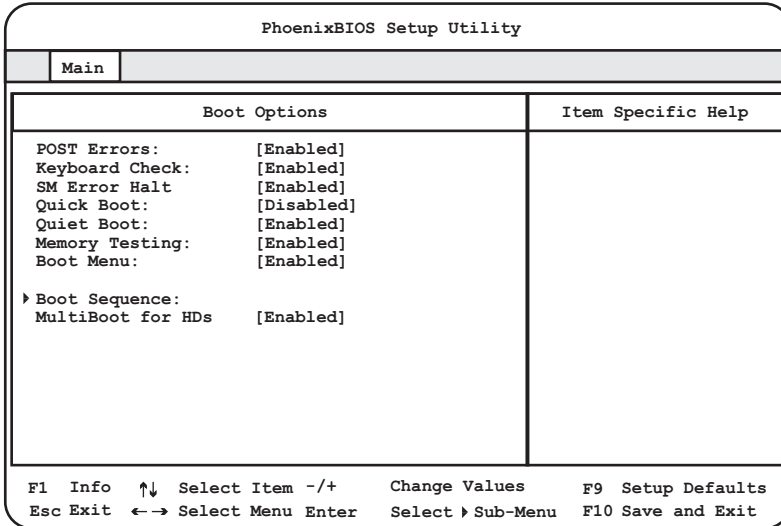 PhoenixBIOS Setup Utility
Main
Boot Options
Item Specific Help
POST Errors: [Enabled]
Keyboard Check: [Enabled]
SM Error Halt [Enabled]
Quick Boot: [Disabled]
Quiet Boot: [Enabled]
Memory Testing: [Enabled]
Boot Menu: [Enabled]
Boot Sequence:
MultiBoot for HDs [Enabled]
F1 Info ↑↓ Select Item -/+ Change Values F9 Setup Defaults
Esc Exit ←→ Select Menu Enter Select ▶ Sub-Menu F10 Save and Exit